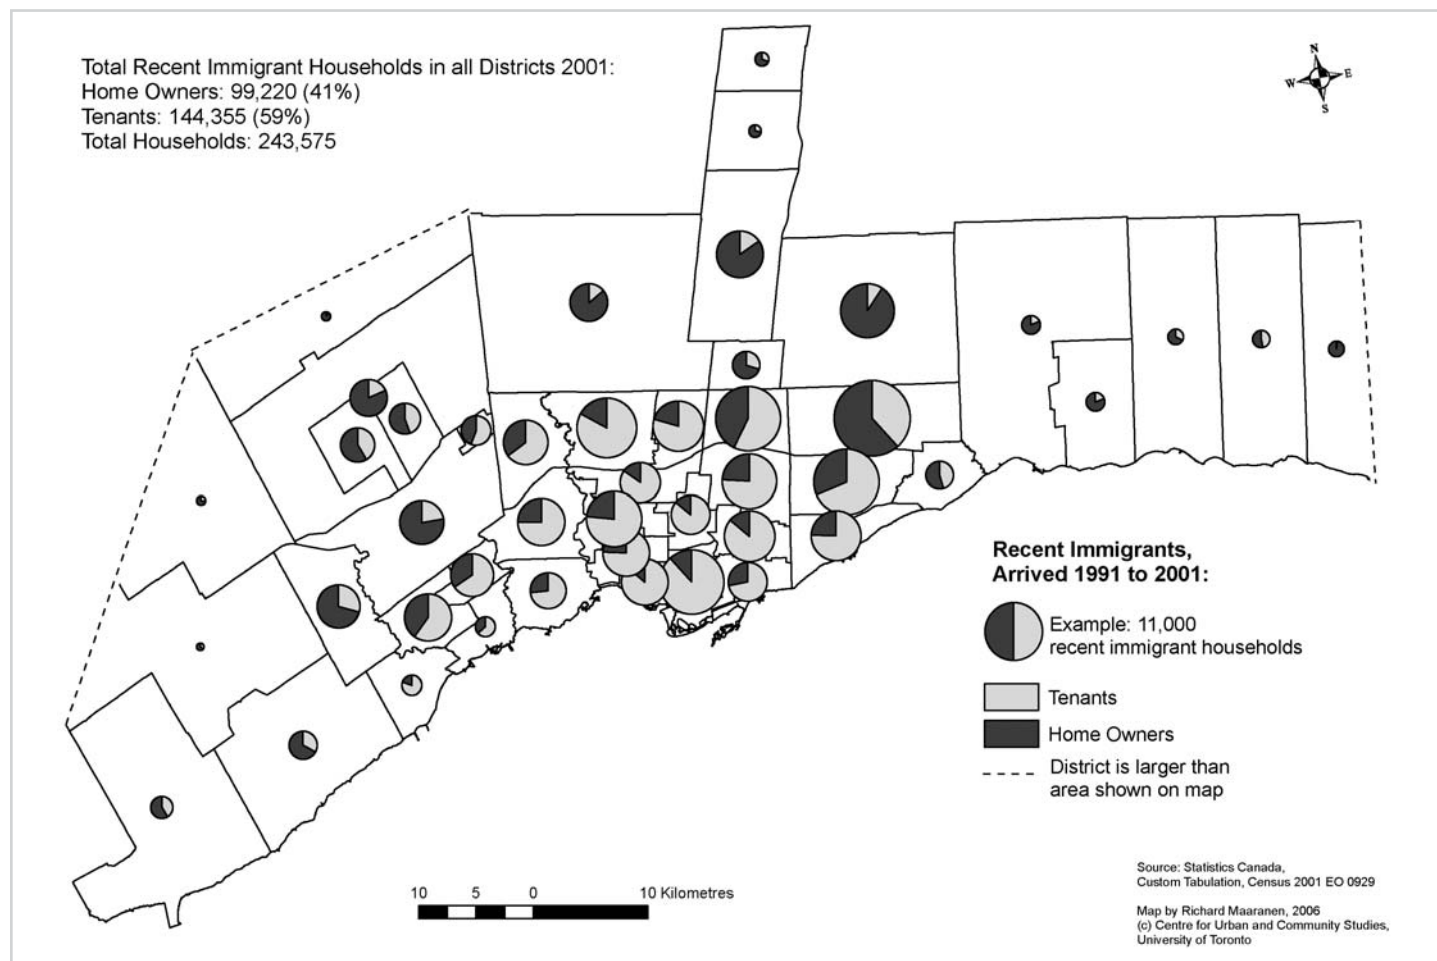 Total Recent Immigrant Households in all Districts 2001:
Home Owners: 99,220 (41%)
Tenants: 144,355 (59%)
Total Households: 243,575
N
W
E
S
Recent Immigrants,
Arrived 1991 to 2001:
Example: 11,000
recent immigrant households
Tenants
Home Owners
District is larger than
area shown on map
10 5 0 10 Kilometres
Source: Statistics Canada,
Custom Tabulation, Census 2001 EO 0929
Map by Richard Maaranen, 2006
(c) Centre for Urban and Community Studies,
University of Toronto